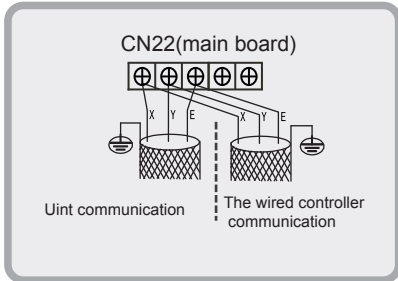 CN22(main board)
X Y E X Y E
Uint communication
The wired controller
communication